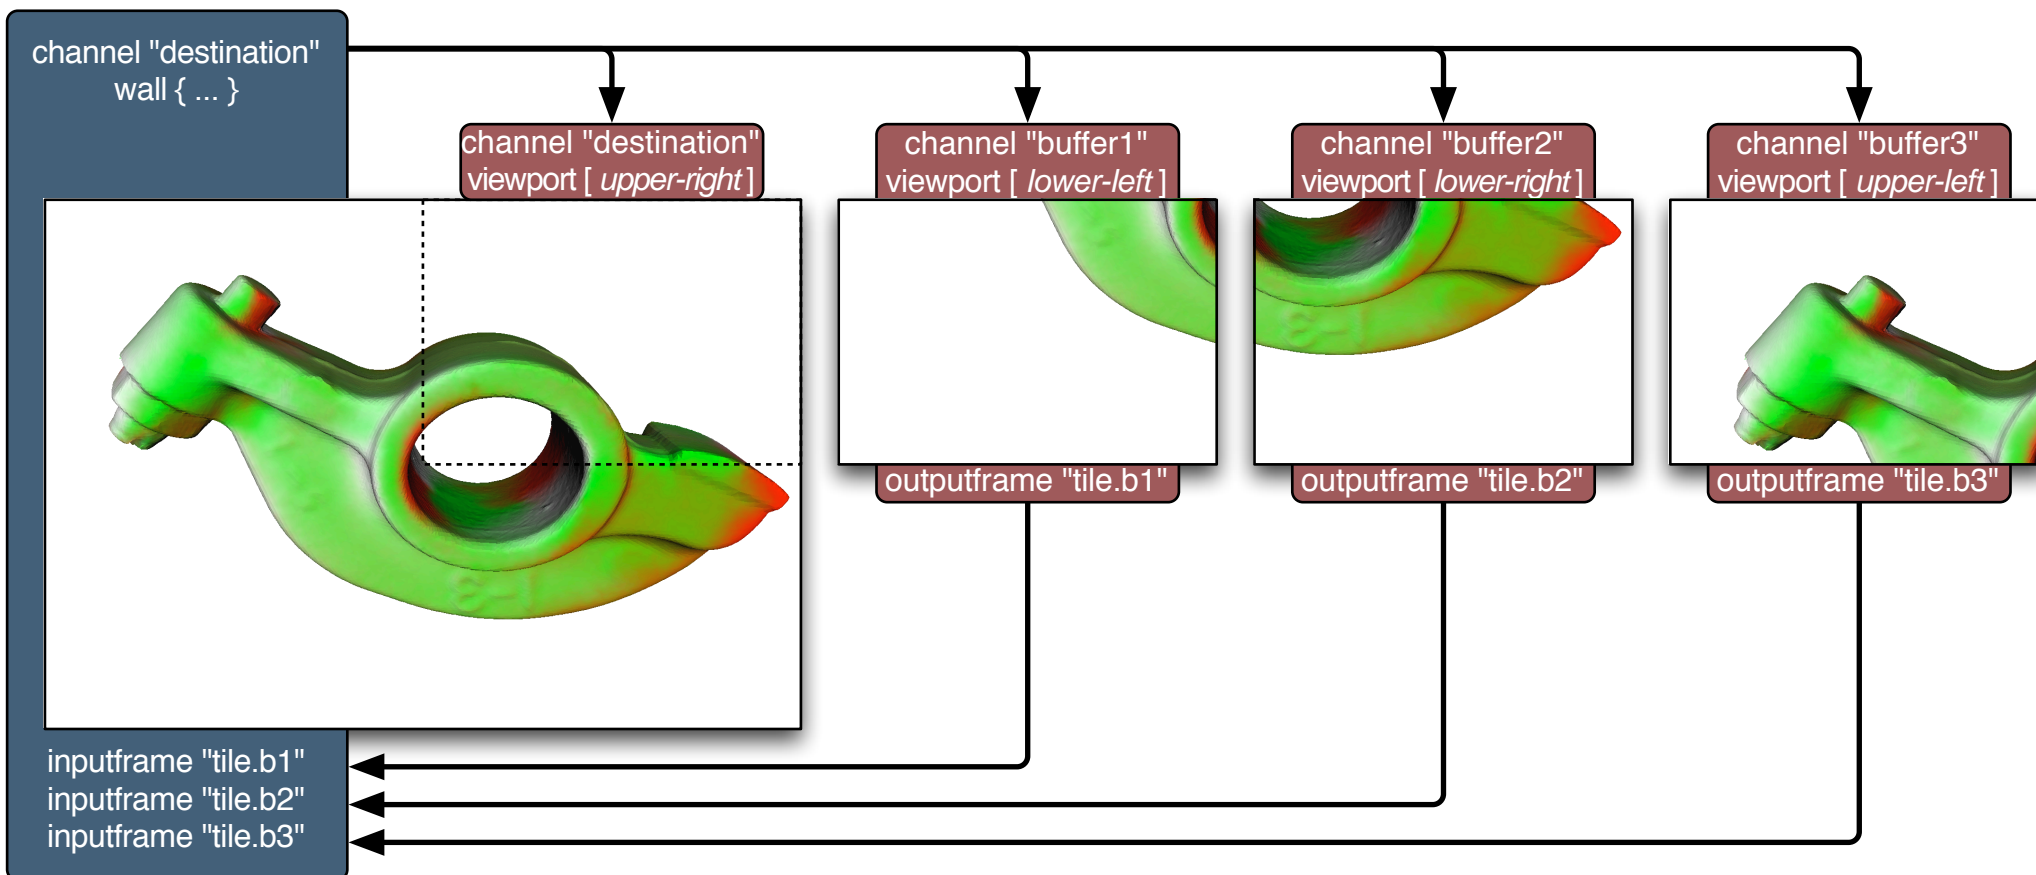 channel "destination"
wall { ... }
channel "destination"
viewport [ upper-right ]
channel "buffer1"
viewport [ lower-left ]
channel "buffer2"
viewport [ lower-right ]
channel "buffer3"
viewport [ upper-left ]
outputframe "tile.b1"
outputframe "tile.b2"
outputframe "tile.b3"
inputframe "tile.b1"
inputframe "tile.b2"
inputframe "tile.b3"